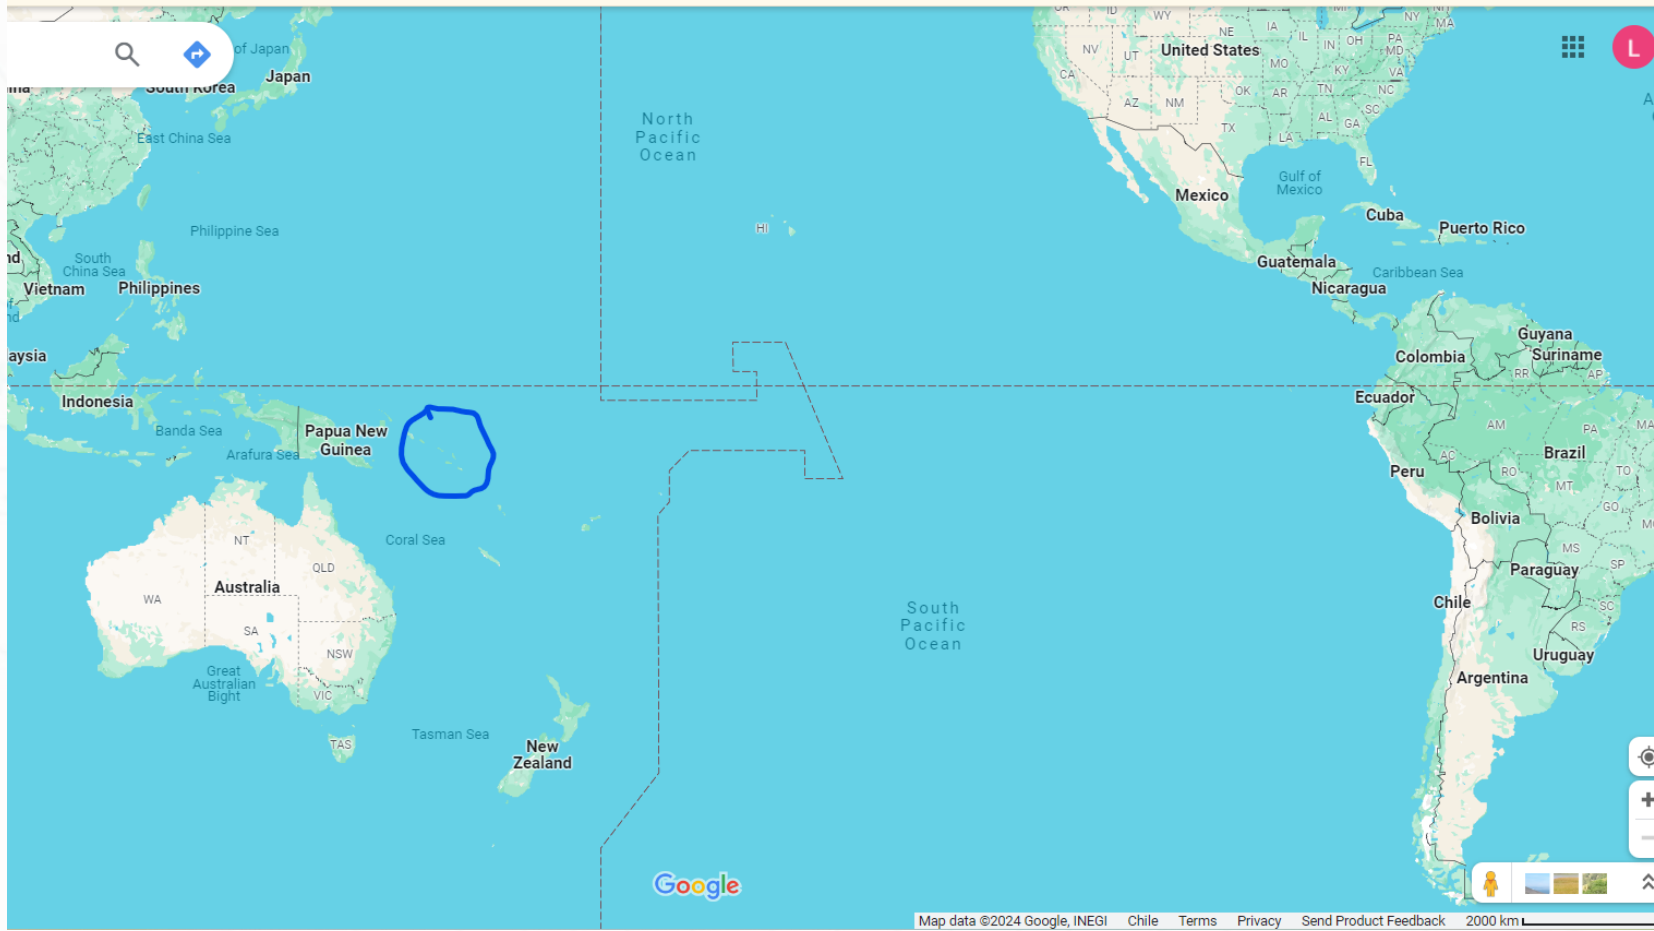 of Japan
Japan
South Korea
East China Sea
Philippine Sea
South
China Sea
Vietnam
Philippines
North
Pacific
Ocean
HI
WY
ID
NE
IA
IL
IN
OH
PA
NY
MA
MD
NV
UT
United States
MO
KY
VA
CA
AZ
NM
OK
AR
TN
NC
SC
TX
LA
AL
GA
FL
Mexico
Gulf of
Mexico
Cuba
Puerto Rico
Guatemala
Caribbean Sea
Nicaragua
Guyana
Suriname
Colombia
RR
AP
Ecuador
AM
PA
MA
Brazil
AC
RO
TO
MT
Peru
GO
Bolivia
MS
SP
Paraguay
Chile
SC
RS
Uruguay
Argentina
aysia
Indonesia
Banda Sea
Arafura Sea
Papua New
Guinea
Coral Sea
NT
QLD
Australia
WA
SA
NSW
Great
Australian
Bight
VIC
TAS
Tasman Sea
New
Zealand
South
Pacific
Ocean
L
Google
Map data ©2024 Google, INEGI Chile Terms Privacy Send Product Feedback 2000 km